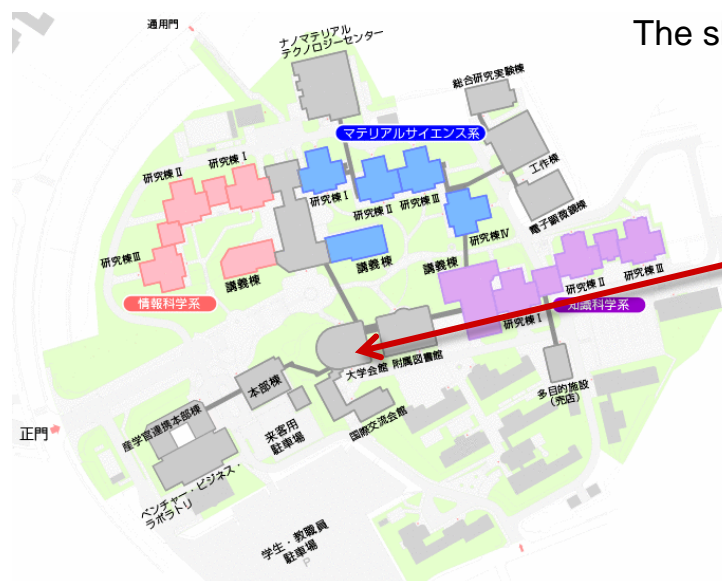 通用門
The s
ナノマテリアル
テクノロジーセンター
総合研究実験棟
マテリアルサイエンス系
工作棟
研究棟Ⅱ
研究棟Ⅰ
研究棟Ⅰ
研究棟Ⅱ
研究棟Ⅲ
電子顕微鏡棟
研究棟Ⅳ
研究棟Ⅲ
講義棟
講義棟
講義棟
研究棟Ⅱ
研究棟Ⅲ
情報科学系
知識科学系
研究棟Ⅰ
大学会館
附属図書館
本部棟
多目的施設
(売店)
産学官連携本部棟
来客用
駐車場
国際交流会館
正門
ベンチャー・ビジネス・
ラボラトリ
学生・教職員
駐車場
P